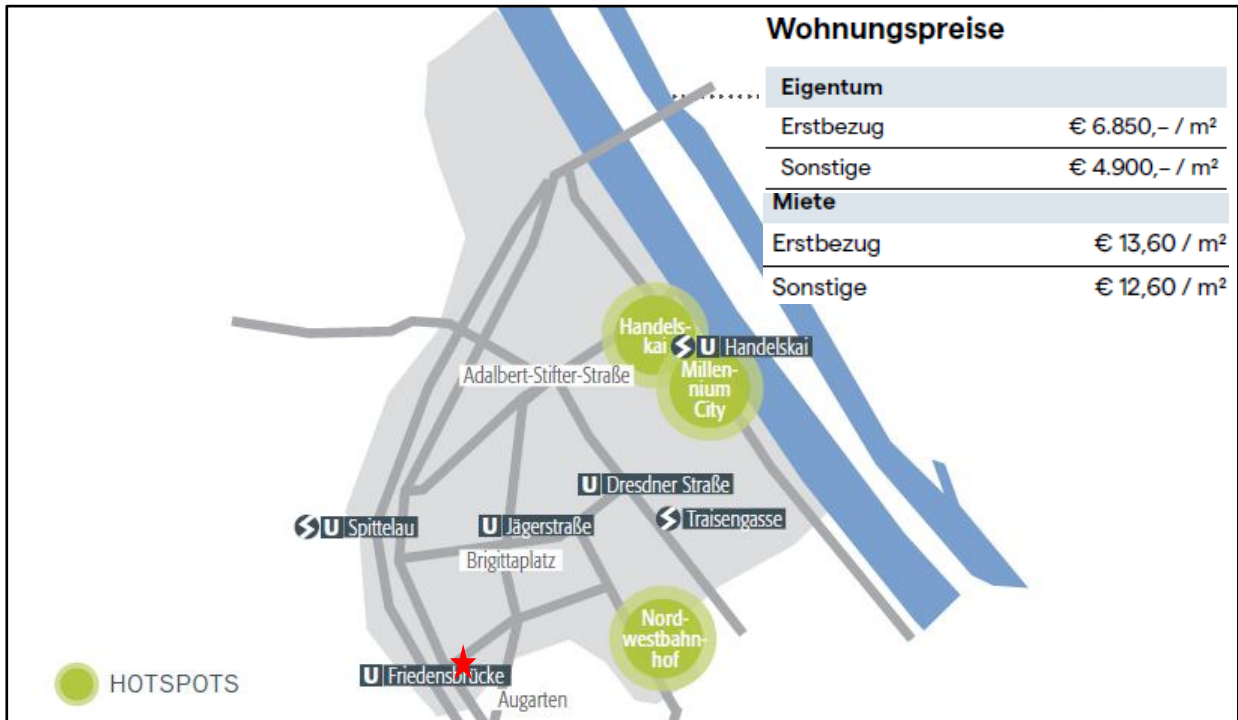 Wohnungspreise
Eigentum
Erstbezug € 6.850,– / m²
Sonstige € 4.900,– / m²
Miete
Erstbezug € 13,60 / m²
Sonstige € 12,60 / m²
Handels-
kai
S U Handelskai
Millen-
nium
City
Adalbert-Stifter-Straße
U Dresdner Straße
S U Spittelau
U Jägerstraße
S Traisengasse
Brigittaplatz
Nord-
westbahn-
hof
U Friedensbrücke
Augarten
HOTSPOTS